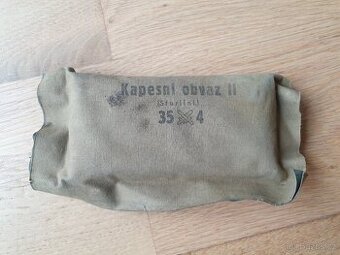 Kapesní obvaz II
(Sterilní)
35 4